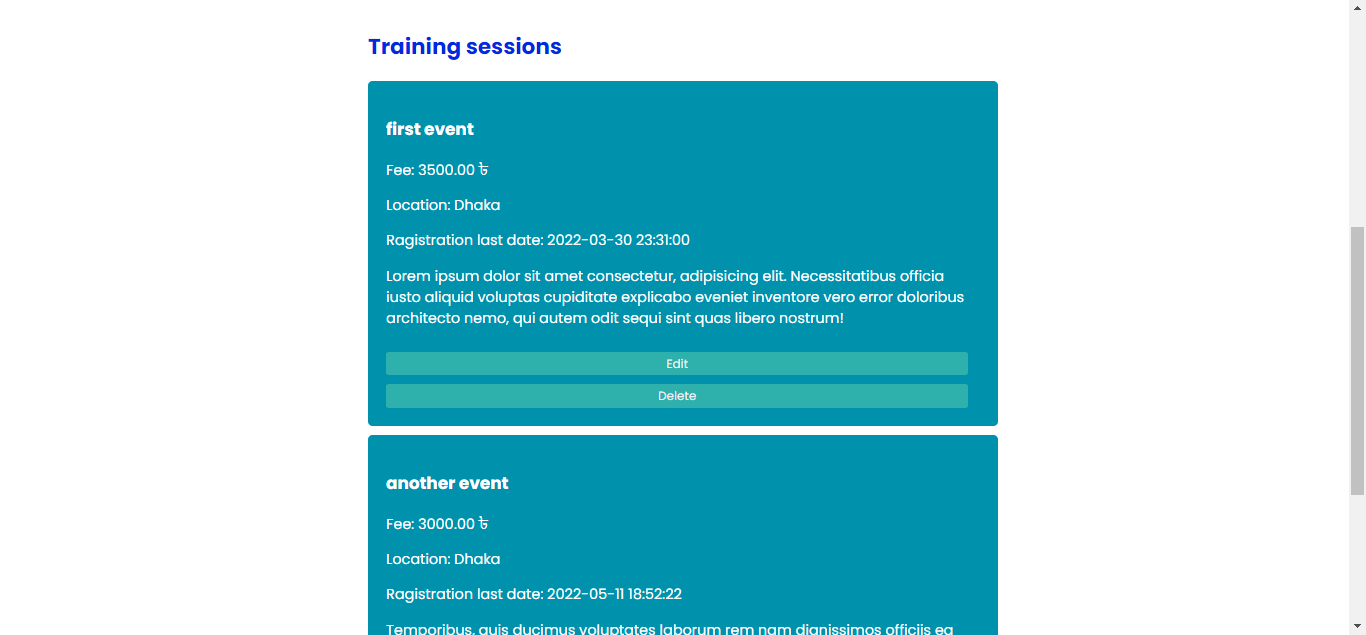 Training sessions
first event
Fee: 3500.00 ৳
Location: Dhaka
Ragistration last date: 2022-03-30 23:31:00
Lorem ipsum dolor sit amet consectetur, adipisicing elit. Necessitatibus officia
iusto aliquid voluptas cupiditate explicabo eveniet inventore vero error doloribus
architecto nemo, qui autem odit sequi sint quas libero nostrum!
Edit
Delete
another event
Fee: 3000.00 ৳
Location: Dhaka
Ragistration last date: 2022-05-11 18:52:22
Temporibus, quis ducimus voluptates laborum rem nam dignissimos officiis ea